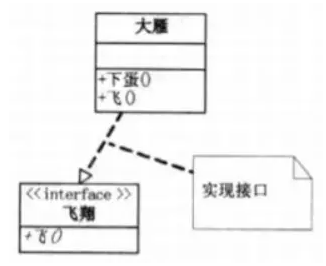 大雁
+下蛋()
+飞()
<<interface >>
飞翔
+飞()
实现接口